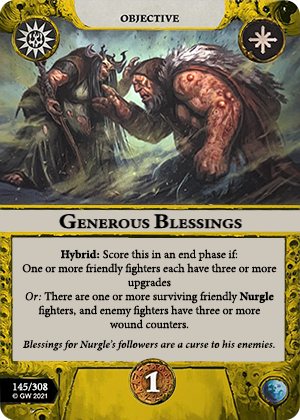 OBJECTIVE
Generous Blessings
Hybrid: Score this in an end phase if:
One or more friendly fighters each have three or more
upgrades
Or: There are one or more surviving friendly Nurgle
fighters, and enemy fighters have three or more
wound counters.
Blessings for Nurgle's followers are a curse to his enemies.
145/308
© GW 2021
1